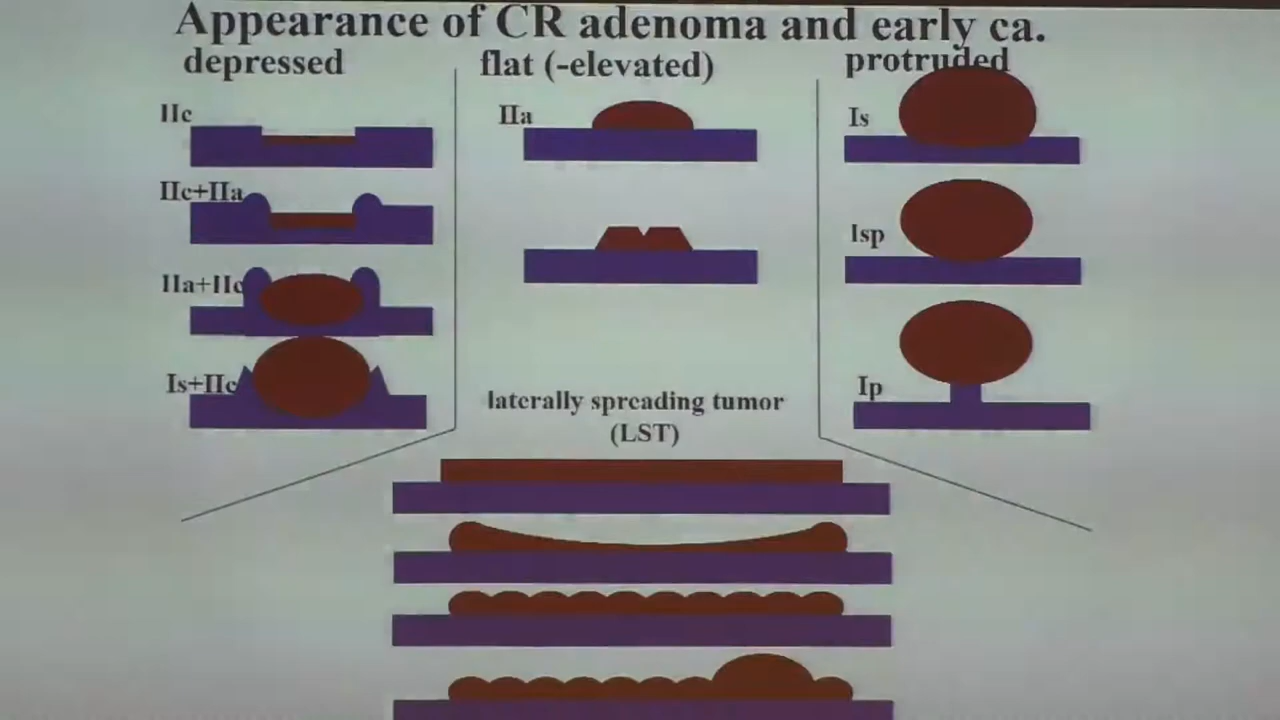 Appearance of CR adenoma and early ca.
depressed
flat (-elevated)
protruded
IIc
IIc+IIa
IIa+IIc
Is+IIc
IIa
Is
Isp
Ip
laterally spreading tumor
(LST)